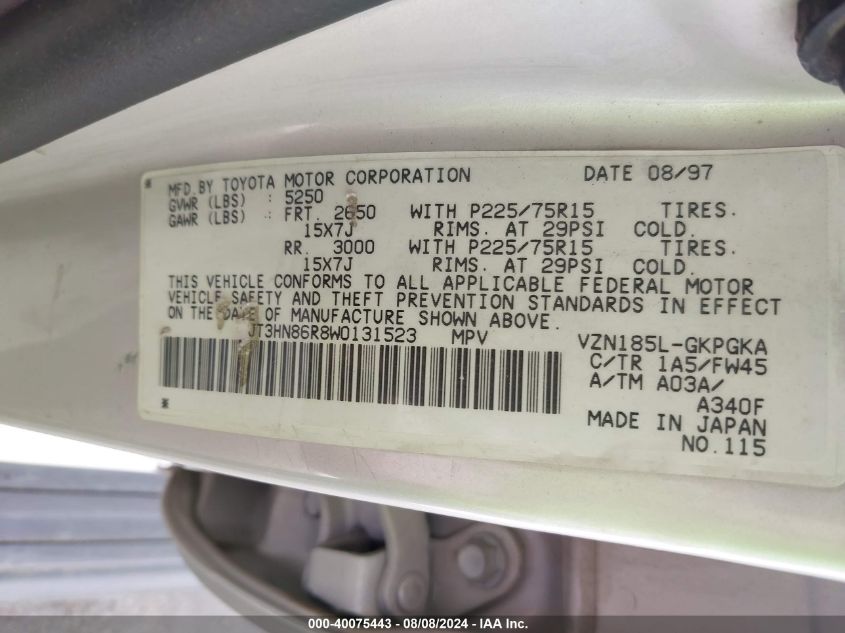 MFD. BY TOYOTA MOTOR CORPORATION DATE 08/97
GVWR (LBS) : 5250
GAWR (LBS) : FRT. 2650 WITH P225/75R15 TIRES.
15X7J RIMS. AT 29PSI COLD.
RR. 3000 WITH P225/75R15 TIRES.
15X7J RIMS. AT 29PSI COLD.
THIS VEHICLE CONFORMS TO ALL APPLICABLE FEDERAL MOTOR
VEHICLE SAFETY AND THEFT PREVENTION STANDARDS IN EFFECT
ON THE DATE OF MANUFACTURE SHOWN ABOVE.
JT3HN86R8W0131523 MPV VZN185L-GKPGKA
C/TR 1A5/FW45
A/TM A03A/
A340F
MADE IN JAPAN
NO.115
000-40075443 - 08/08/2024 - IAA Inc.